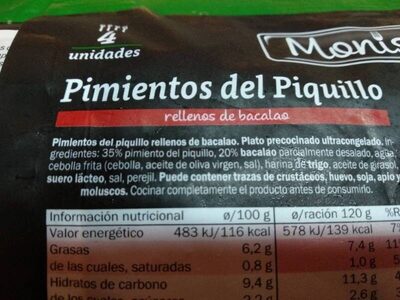 4
unidades
Pimientos del Piquillo
rellenos de bacalao
Pimientos del piquillo rellenos de bacalao. Plato precocinado ultracongelado. In-
gredientes: 35% pimiento del piquillo, 20% bacalao parcialmente desalado, agua,
cebolla frita (cebolla, aceite de oliva virgen, sal), harina de trigo, aceite de girasol,
suero lácteo, sal, perejil. Puede contener trazas de crustáceos, huevo, soja, apio y
moluscos. Cocinar completamente el producto antes de consumirlo.
Información nutricional ø/100 g ø/ración 120 g
Valor energético 483 kJ/116 kcal 578 kJ/139 kcal
Grasas 6,2 g 7,4 g
de las cuales, saturadas 0,8 g 1,0 g
Hidratos de carbono 9,4 g 11,3 g